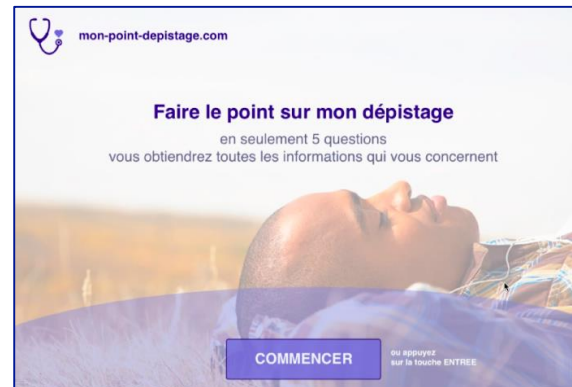 mon-point-depistage.com
Faire le point sur mon dépistage
en seulement 5 questions
vous obtiendrez toutes les informations qui vous concernent
COMMENCER
ou appuyez
sur la touche ENTREE